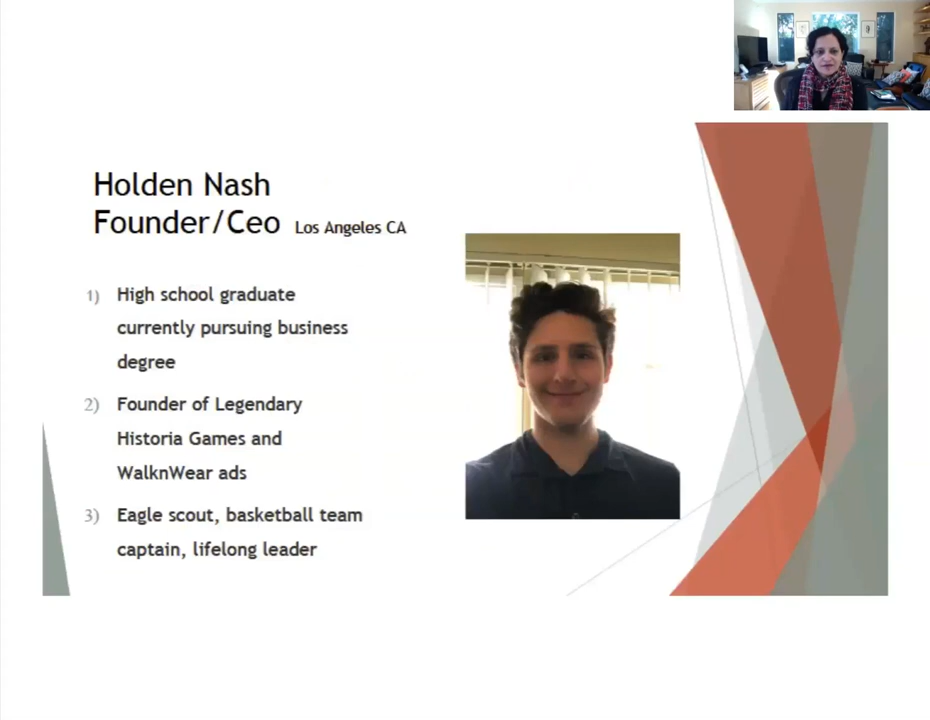 Holden Nash
Founder/Ceo Los Angeles CA
1) High school graduate
currently pursuing business
degree
2) Founder of Legendary
Historia Games and
WalknWear ads
3) Eagle scout, basketball team
captain, lifelong leader